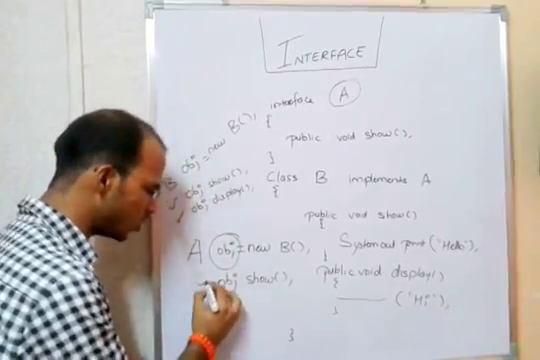 INTERFACE
interface A
{
public void show();
}
Class B implements A
{
public void show()
{
System out print ("Hello");
}
public void display()
{
("Hi");
}
}
B obj = new B();
✓ obj show();
✓ obj display();
A obj = new B();
obj show();